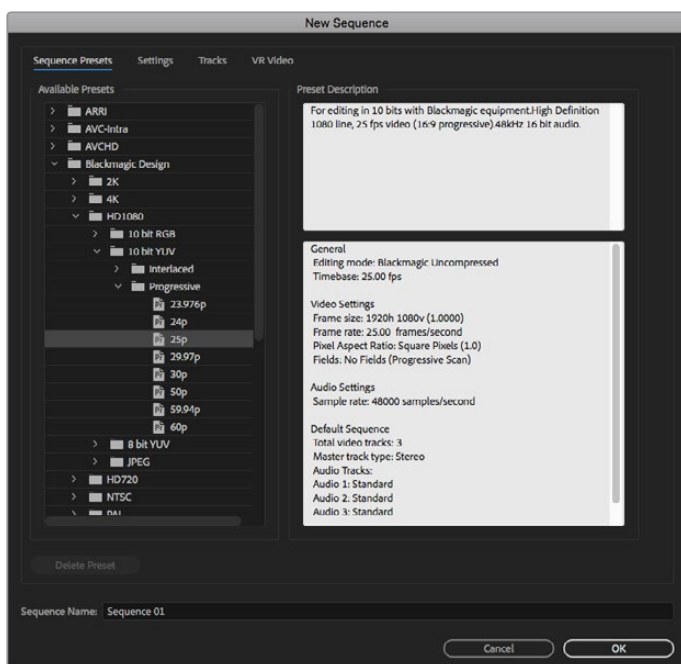 New Sequence
Sequence Presets Settings Tracks VR Video
Available Presets
ARRI
AVC-Intra
AVCHD
Blackmagic Design
2K
4K
HD1080
10 bit RGB
10 bit YUV
Interlaced
Progressive
23.976p
24p
25p
29.97p
30p
50p
59.94p
60p
8 bit YUV
JPEG
HD720
NTSC
PAL
Delete Preset
Preset Description
For editing in 10 bits with Blackmagic equipment.High Definition
1080 line, 25 fps video (16:9 progressive).48kHz 16 bit audio.
General
Editing mode: Blackmagic Uncompressed
Timebase: 25.00 fps
Video Settings
Frame size: 1920h 1080v (1.0000)
Frame rate: 25.00 frames/second
Pixel Aspect Ratio: Square Pixels (1.0)
Fields: No Fields (Progressive Scan)
Audio Settings
Sample rate: 48000 samples/second
Default Sequence
Total video tracks: 3
Master track type: Stereo
Audio Tracks:
Audio 1: Standard
Audio 2: Standard
Audio 3: Standard
Sequence Name: Sequence 01
Cancel OK